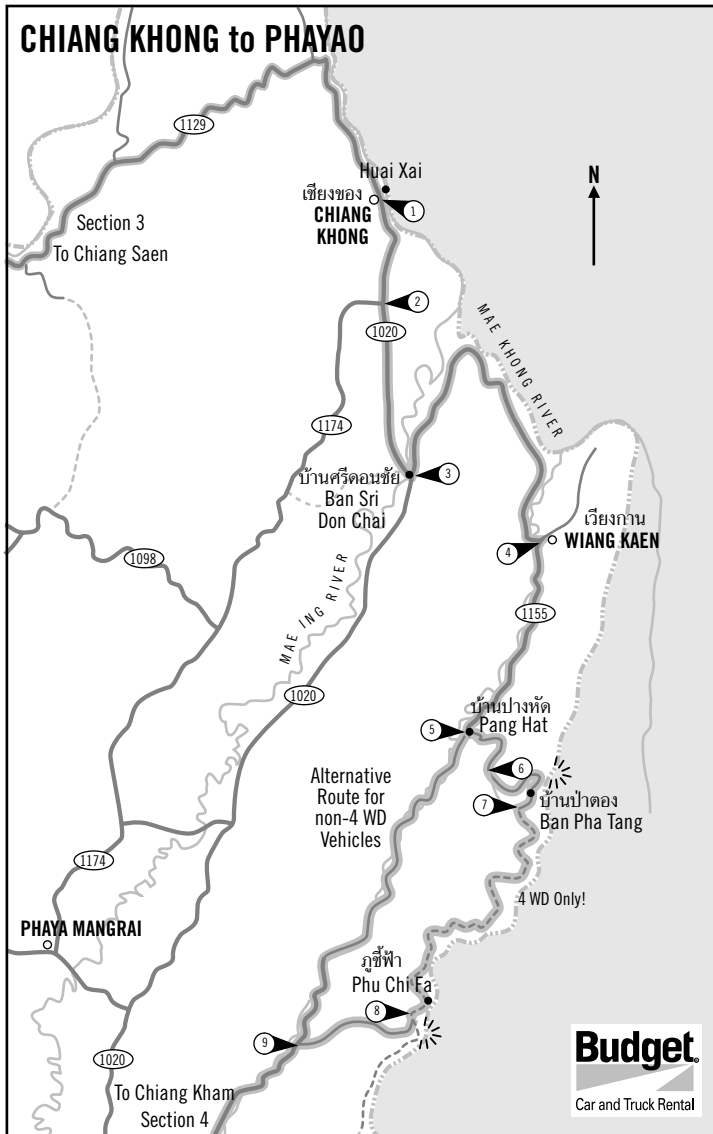 CHIANG KHONG to PHAYAO
1129
Huai Xai
N
เชียงของ
CHIANG
KHONG
1
Section 3
To Chiang Saen
2
1020
MAE KHONG RIVER
1174
บ้านศรีดอนชัย
Ban Sri
Don Chai
3
เวียงกาน
WIANG KAEN
4
1098
MAE ING RIVER
1155
1020
บ้านปางหัด
Pang Hat
5
6
Alternative
Route for
non-4 WD
Vehicles
7
บ้านป่าตอง
Ban Pha Tang
1174
4 WD Only!
PHAYA MANGRAI
ภูชี้ฟ้า
Phu Chi Fa
8
9
1020
To Chiang Kham
Section 4
Budget®
Car and Truck Rental